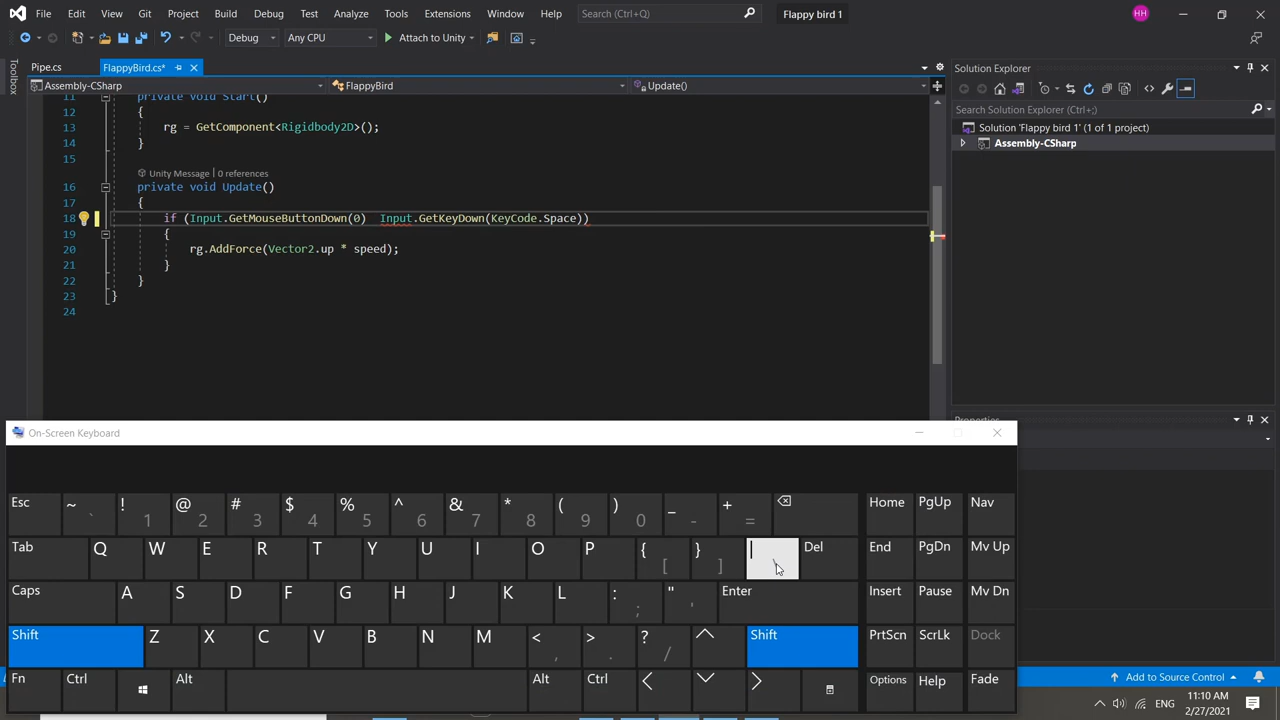 File Edit View Git Project Build Debug Test Analyze Tools Extensions Window Help Search (Ctrl+Q) Flappy bird 1 HH
Debug Any CPU Attach to Unity
Toolbox
Pipe.cs FlappyBird.cs*
Assembly-CSharp FlappyBird Update()
11 private void Start()
12 {
13 rg = GetComponent<Rigidbody2D>();
14 }
15
Unity Message | 0 references
16 private void Update()
17 {
18 if (Input.GetMouseButtonDown(0)  Input.GetKeyDown(KeyCode.Space))
19 {
20 rg.AddForce(Vector2.up * speed);
21 }
22 }
23 }
24
Solution Explorer
Search Solution Explorer (Ctrl+;)
Solution 'Flappy bird 1' (1 of 1 project)
Assembly-CSharp
Properties
On-Screen Keyboard
Esc ~ ` ! 1 @ 2 # 3 $ 4 % 5 ^ 6 & 7 * 8 ( 9 ) 0 _ - + = Home PgUp Nav
Tab Q W E R T Y U I O P { [ } ] | Del End PgDn Mv Up
Caps A S D F G H J K L : ; " ' Enter Insert Pause Mv Dn
Shift Z X C V B N M < , > . ? / Shift PrtScn ScrLk Dock
Fn Ctrl Alt Alt Ctrl Options Help Fade
Add to Source Control
ENG
11:10 AM
2/27/2021